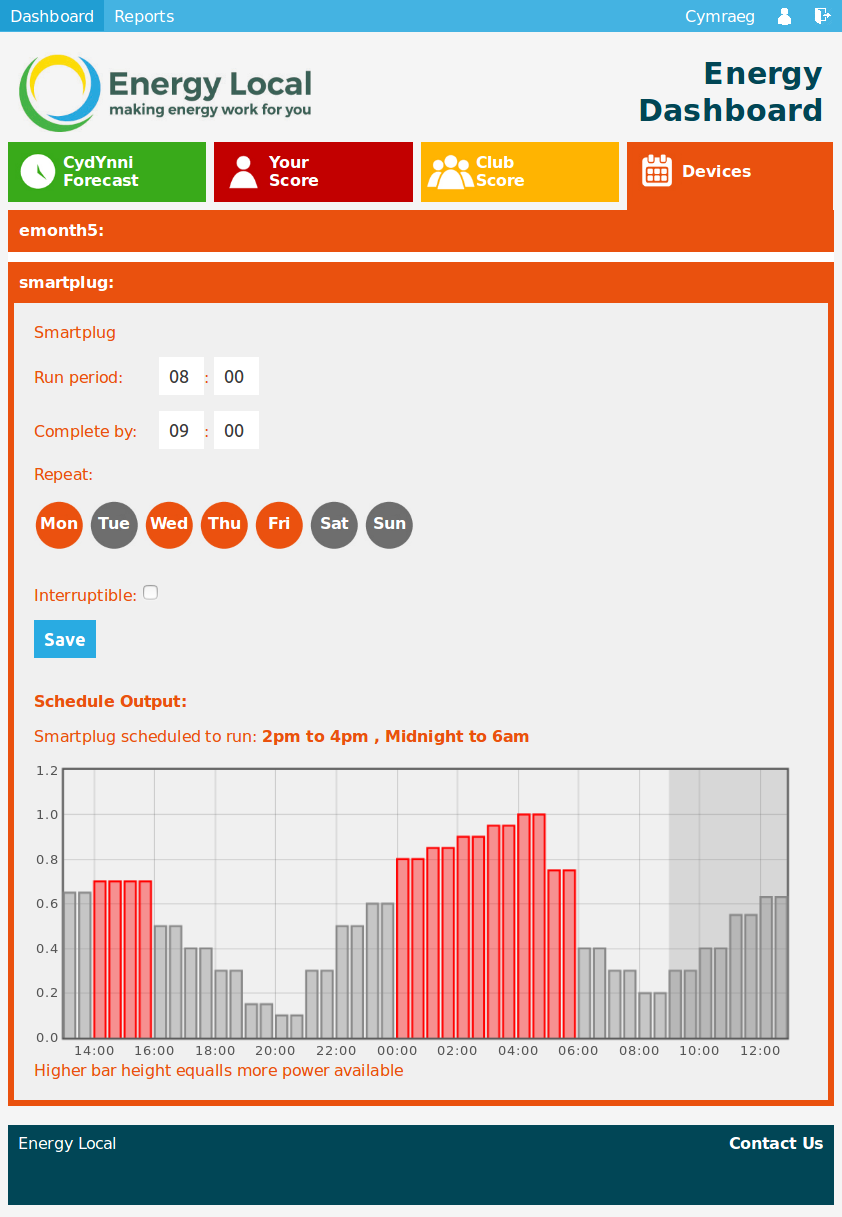 Dashboard Reports Cymraeg
Energy Local
making energy work for you
Energy
Dashboard
CydYnni
Forecast
Your
Score
Club
Score
Devices
emonth5:
smartplug:
Smartplug
Run period: 08 : 00
Complete by: 09 : 00
Repeat:
Mon Tue Wed Thu Fri Sat Sun
Interruptible:
Save
Schedule Output:
Smartplug scheduled to run: 2pm to 4pm , Midnight to 6am
1.2
1.0
0.8
0.6
0.4
0.2
0.0
14:00 16:00 18:00 20:00 22:00 00:00 02:00 04:00 06:00 08:00 10:00 12:00
Higher bar height equalls more power available
Energy Local Contact Us